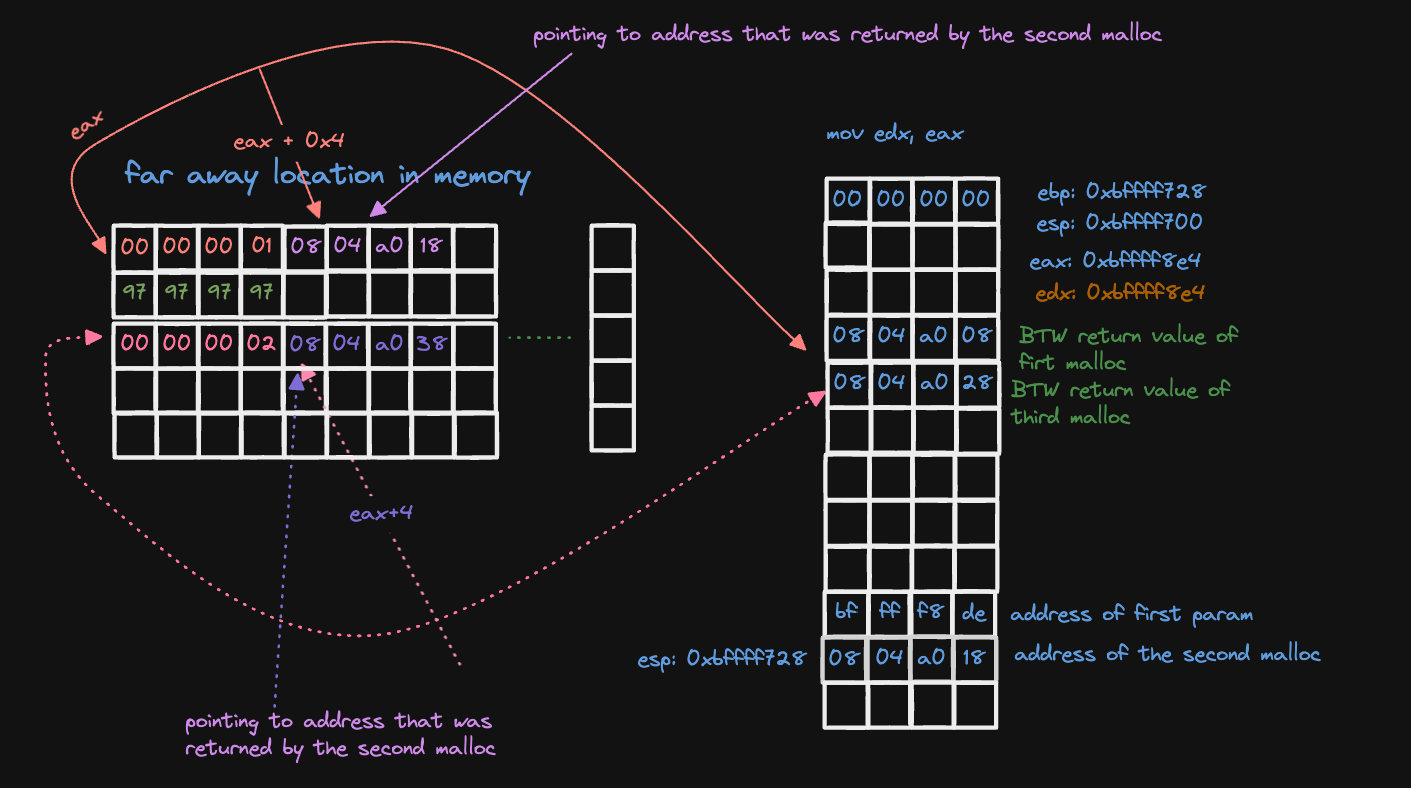 pointing to address that was returned by the second malloc
eax
eax + 0x4
far away location in memory
00 00 00 01 08 04 a0 18
97 97 97 97
00 00 00 02 08 04 a0 38
eax+4
pointing to address that was
returned by the second malloc
mov edx, eax
00 00 00 00
ebp: 0xbffff728
esp: 0xbffff700
eax: 0xbffff8e4
edx: 0xbffff8e4
08 04 a0 08
BTW return value of
firt malloc
08 04 a0 28
BTW return value of
third malloc
bf ff f8 de
address of first param
esp: 0xbffff728
08 04 a0 18
address of the second malloc